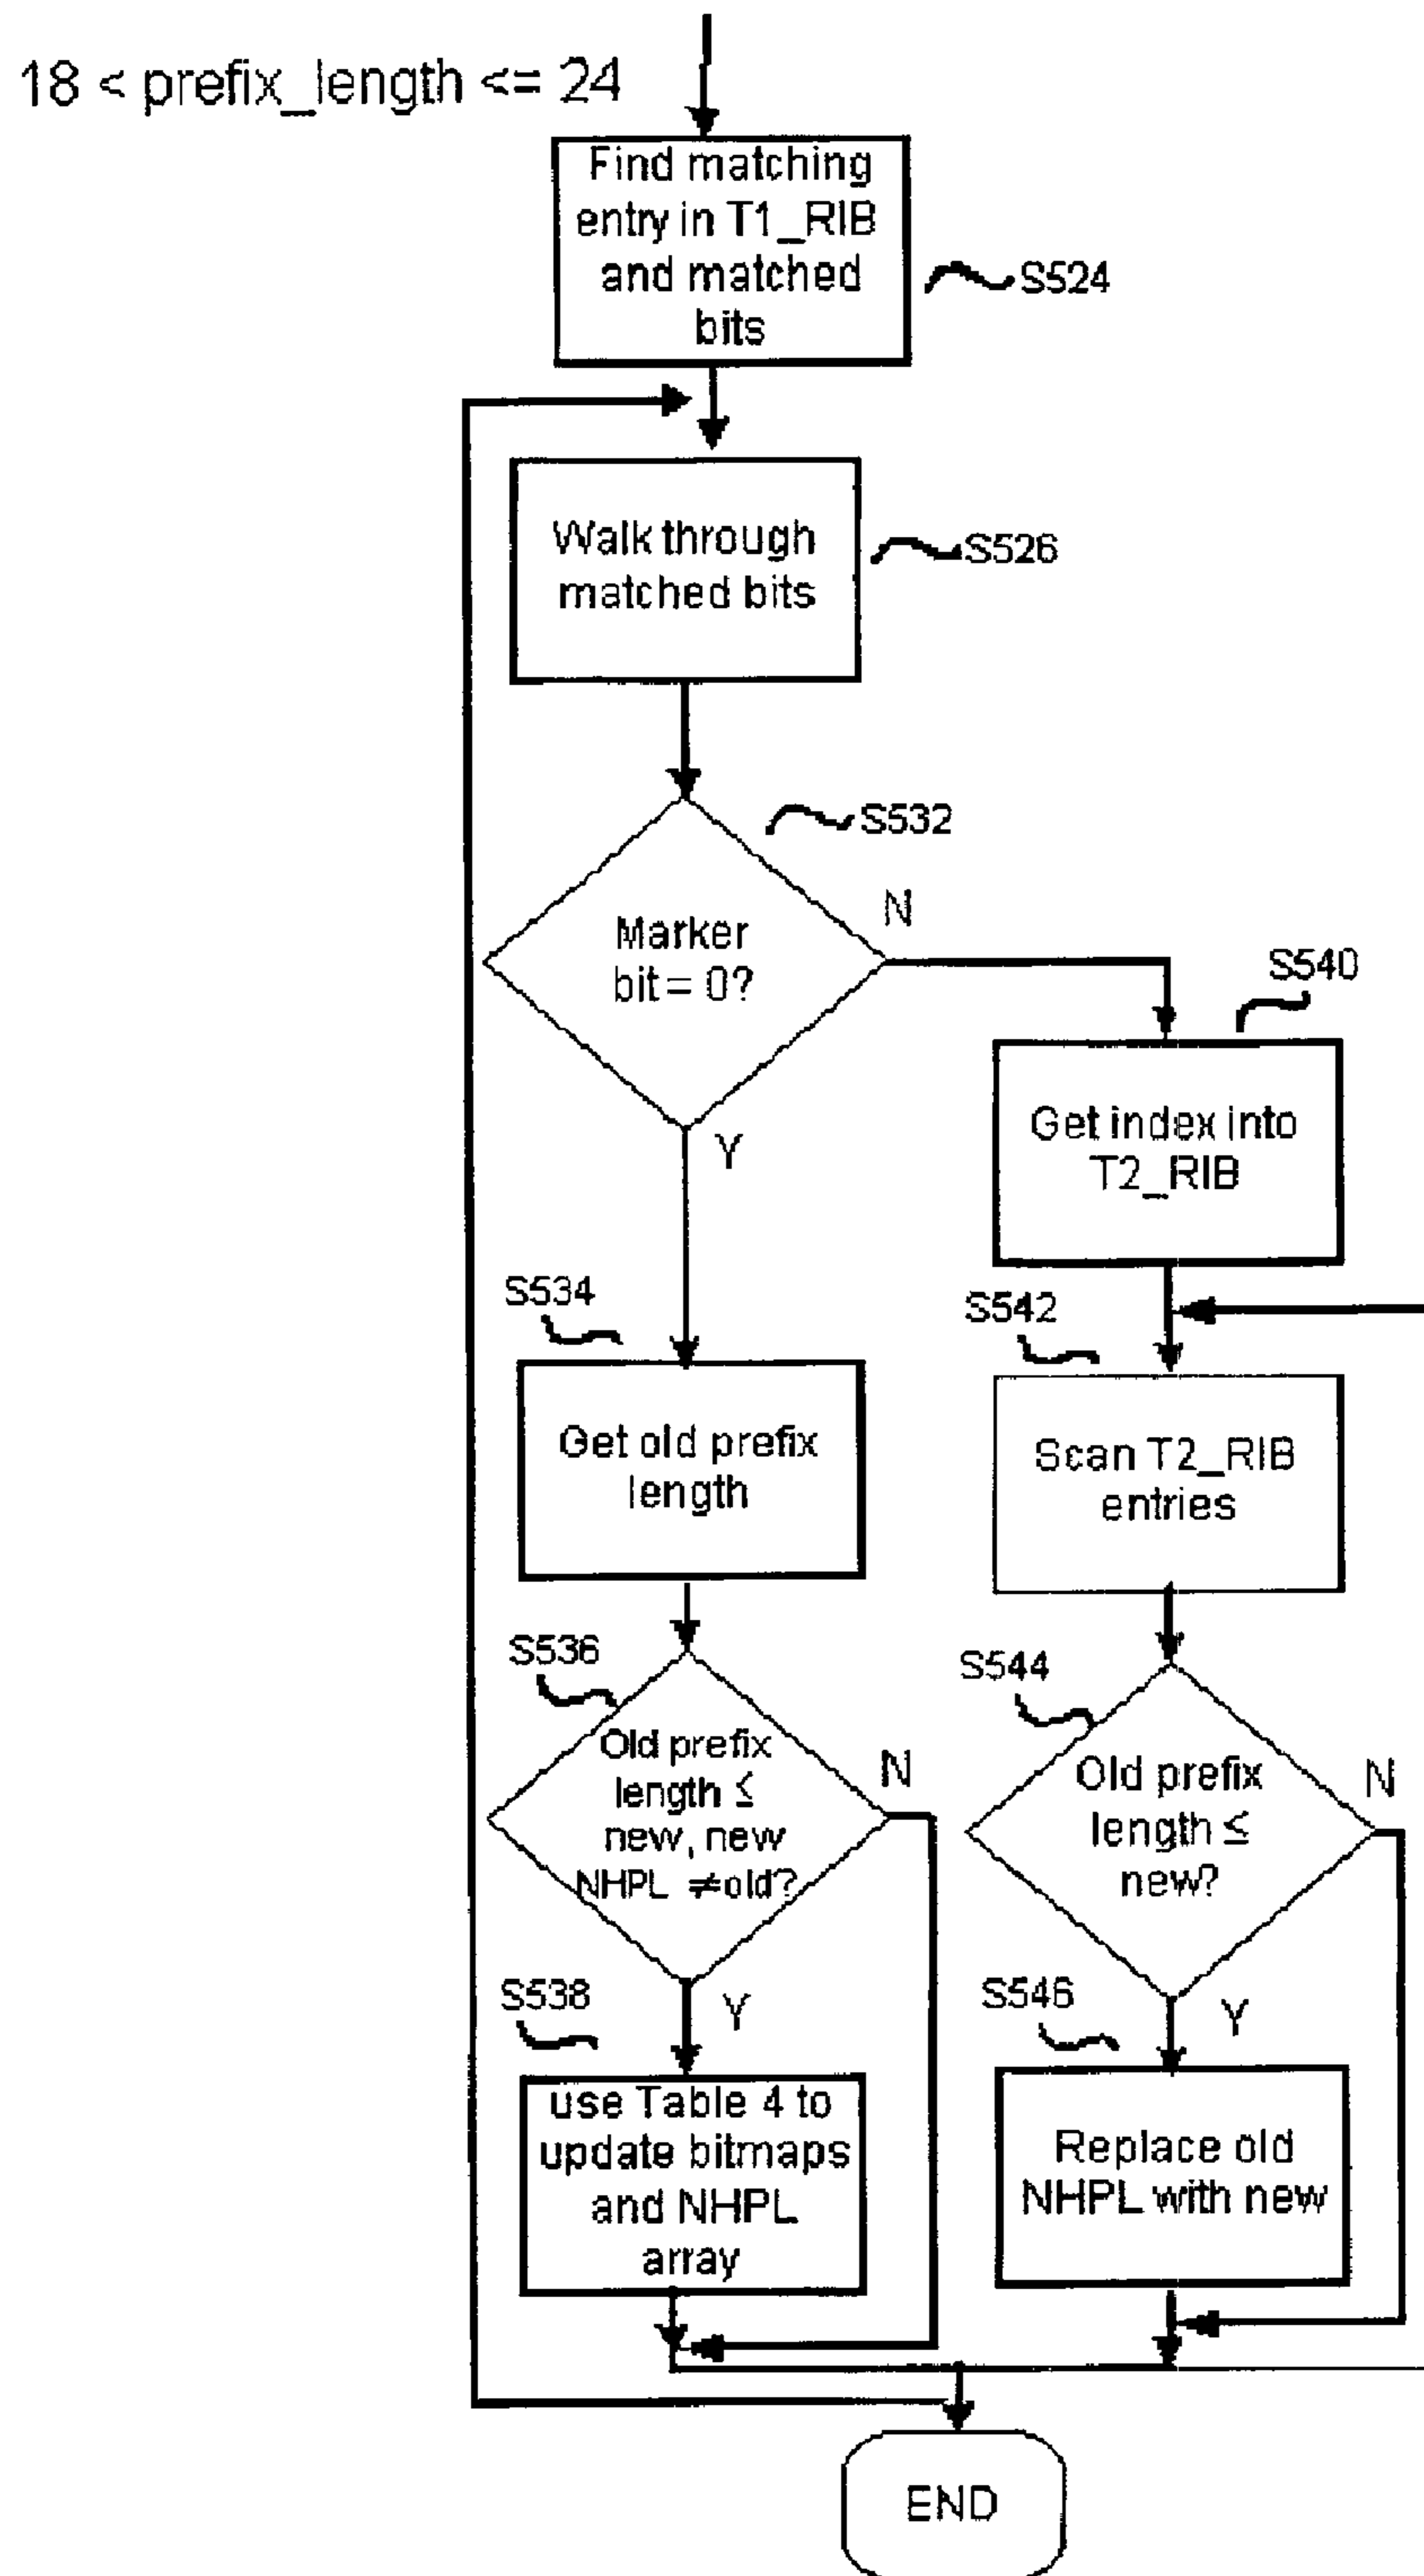 18 < prefix_length <= 24
Find matching
entry in T1_RIB
and matched
bits
S524
Walk through
matched bits
S526
S532
Marker
bit = 0?
N
Y
S540
Get index into
T2_RIB
S534
Get old prefix
length
S542
Scan T2_RIB
entries
S536
Old prefix
length ≤
new, new
NHPL ≠old?
N
Y
S544
Old prefix
length ≤
new?
N
Y
S538
use Table 4 to
update bitmaps
and NHPL
array
S546
Replace old
NHPL with new
END